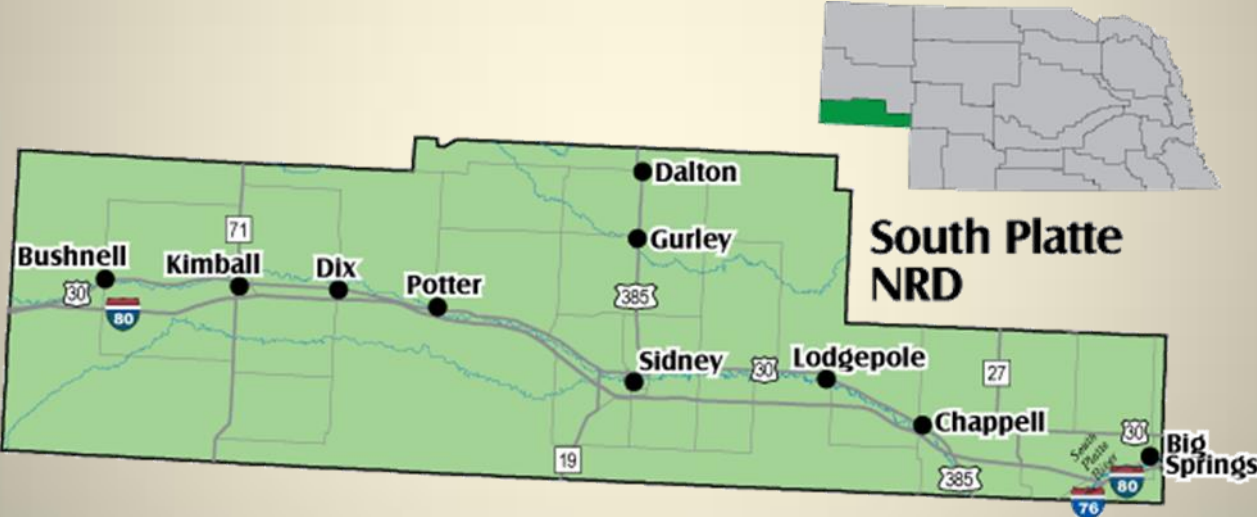 Dalton
Gurley
South Platte
NRD
71
Bushnell
Kimball
Dix
Potter
30
80
385
Sidney
30
Lodgepole
27
Chappell
30
Big
Springs
South
Platte
River
19
385
80
76